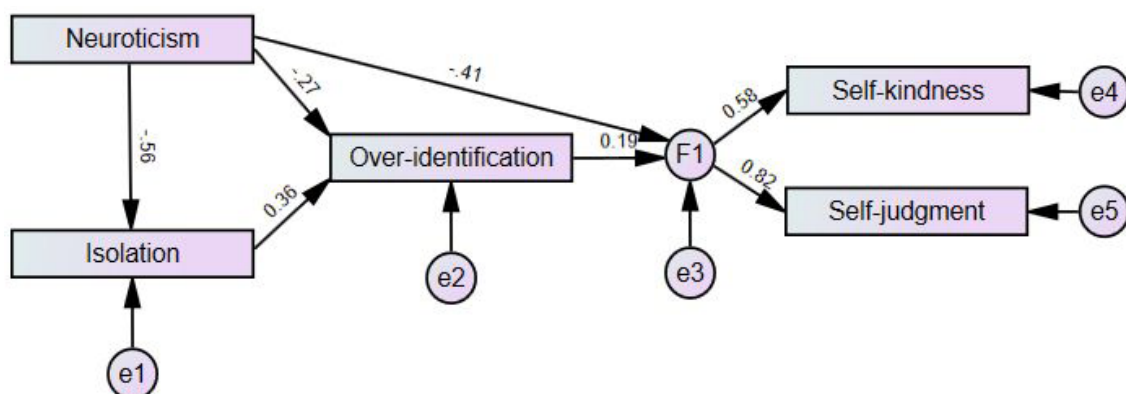 Neuroticism
-.41
-.27
Self-kindness
e4
0.58
-.56
Over-identification
0.19
F1
0.36
0.82
Self-judgment
e5
Isolation
e2
e3
e1